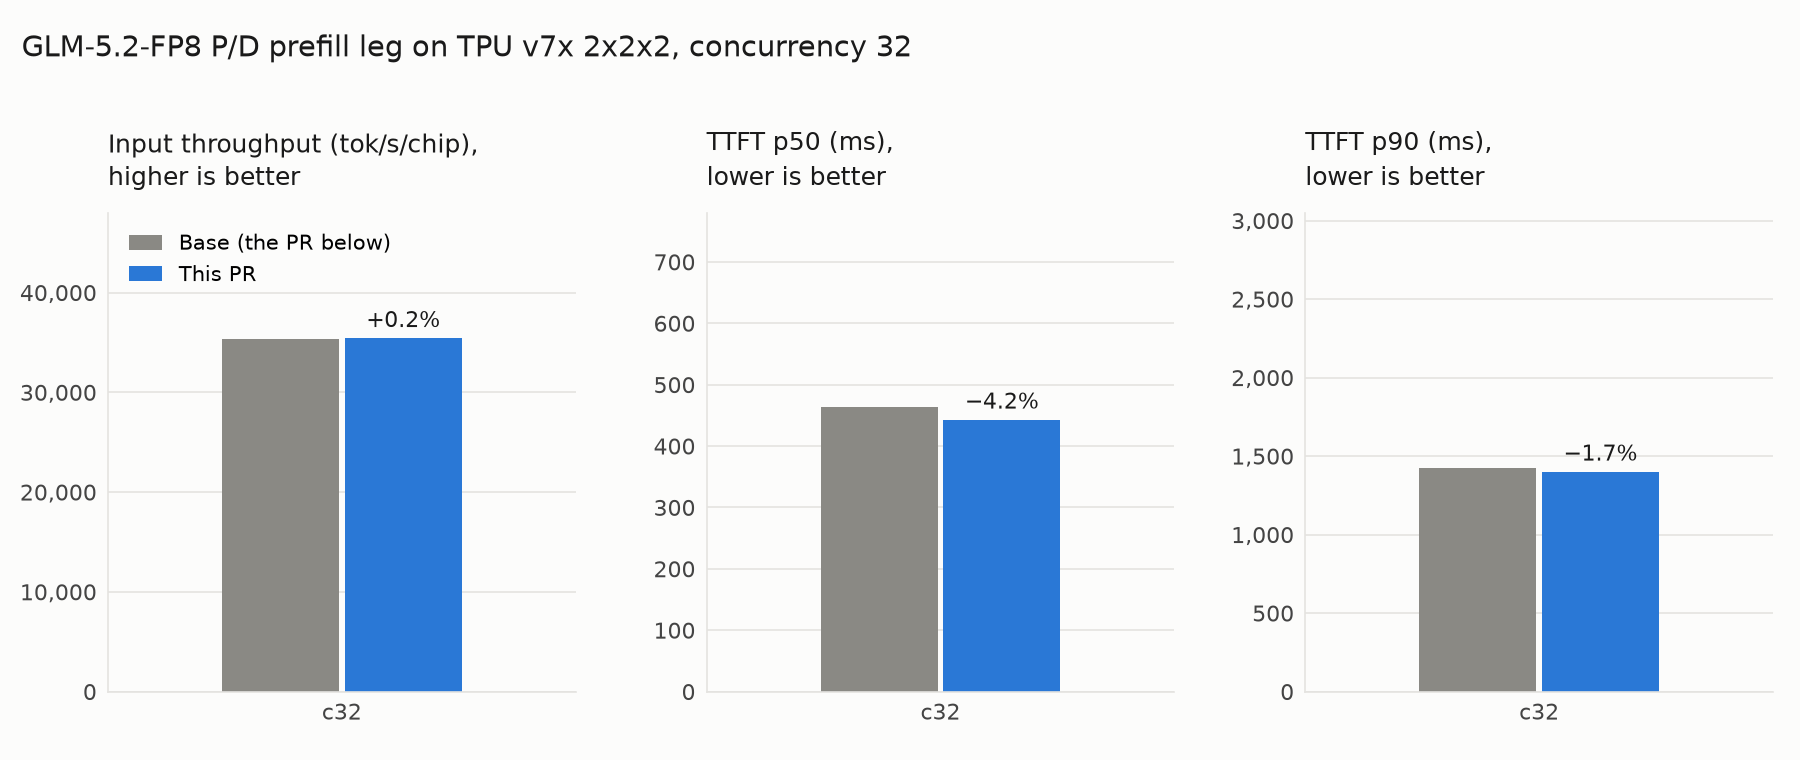 GLM-5.2-FP8 P/D prefill leg on TPU v7x 2x2x2, concurrency 32
Input throughput (tok/s/chip),
higher is better
Base (the PR below)
This PR
40,000
30,000
20,000
10,000
0
+0.2%
c32
TTFT p50 (ms),
lower is better
700
600
500
400
300
200
100
0
−4.2%
c32
TTFT p90 (ms),
lower is better
3,000
2,500
2,000
1,500
1,000
500
0
−1.7%
c32